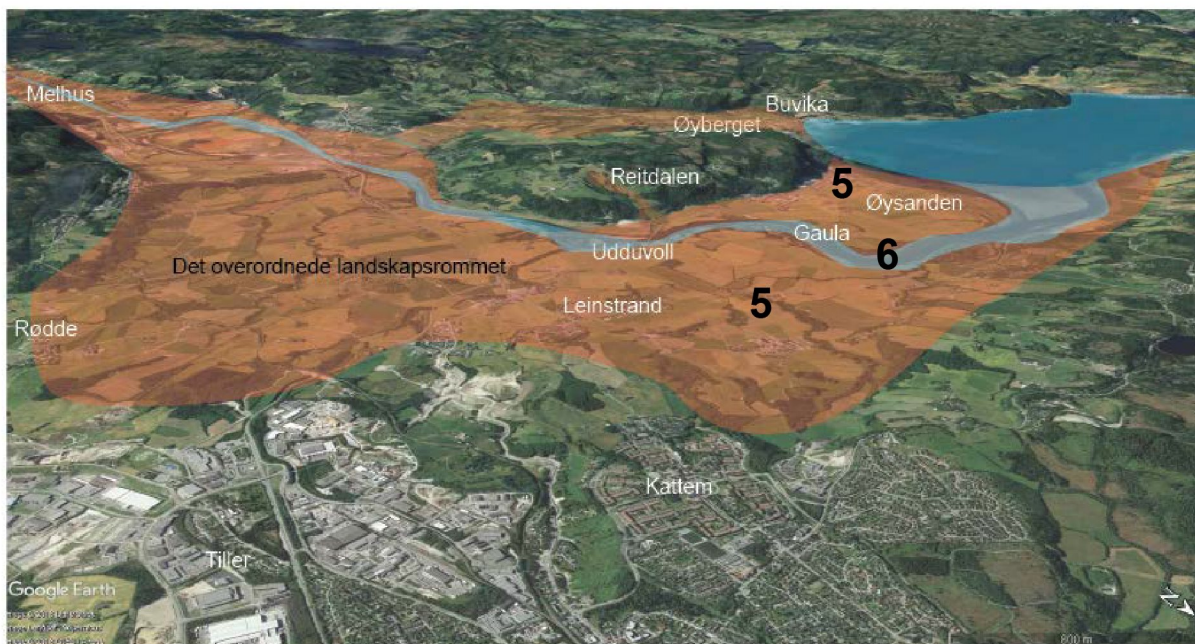 Melhus
Buvika
Øyberget
Reitdalen
5
Øysanden
Gaula
Udduvoll
6
Det overordnede landskapsrommet
Leinstrand
5
Rødde
Kattem
Tiller
Google Earth
N
800 m